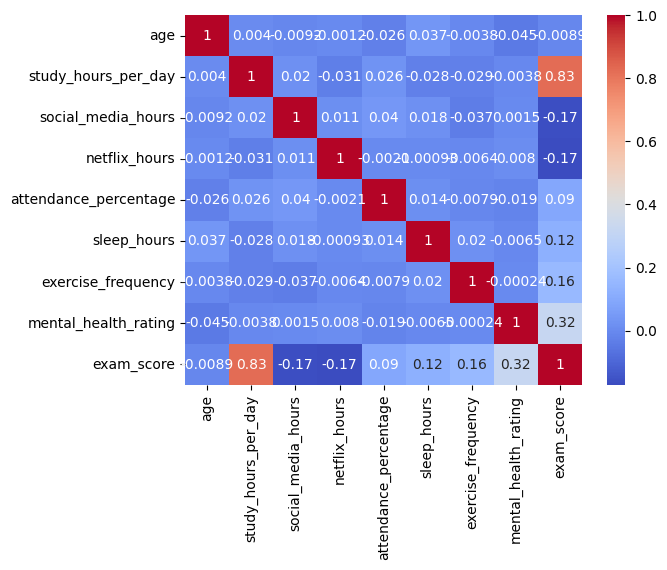 age 1 0.004 -0.0092 -0.0012 -0.026 0.037 -0.0038 -0.045 -0.0089
study_hours_per_day 0.004 1 0.02 -0.031 0.026 -0.028 -0.029 -0.0038 0.83
social_media_hours -0.0092 0.02 1 0.011 0.04 0.018 -0.037 0.0015 -0.17
netflix_hours -0.0012 -0.031 0.011 1 -0.0021 -0.00093 -0.0064 0.008 -0.17
attendance_percentage -0.026 0.026 0.04 -0.0021 1 0.014 -0.0079 -0.019 0.09
sleep_hours 0.037 -0.028 0.018 -0.00093 0.014 1 0.02 -0.0065 0.12
exercise_frequency -0.0038 -0.029 -0.037 -0.0064 -0.0079 0.02 1 -0.00024 0.16
mental_health_rating -0.045 -0.0038 0.0015 0.008 -0.019 -0.0065 -0.00024 1 0.32
exam_score -0.0089 0.83 -0.17 -0.17 0.09 0.12 0.16 0.32 1
age
study_hours_per_day
social_media_hours
netflix_hours
attendance_percentage
sleep_hours
exercise_frequency
mental_health_rating
exam_score
1.0
0.8
0.6
0.4
0.2
0.0